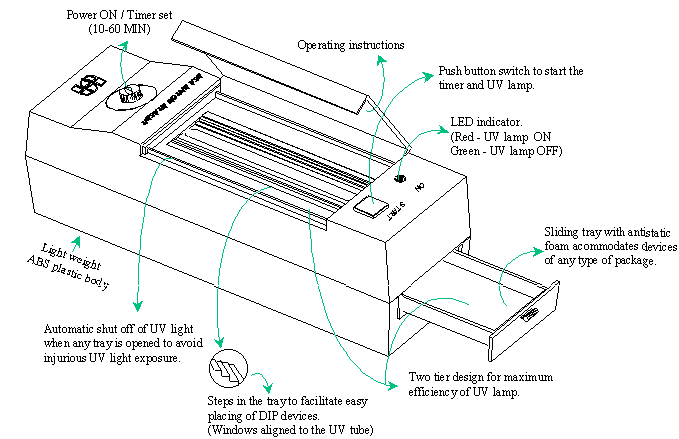 Power ON / Timer set
(10-60 MIN)
Operating instructions
Push button switch to start the
timer and UV lamp.
LED indicator.
(Red - UV lamp ON
Green - UV lamp OFF)
ON
START
Sliding tray with antistatic
foam acommodates devices
of any type of package.
Light weight
ABS plastic body
Automatic shut off of UV light
when any tray is opened to avoid
injurious UV light exposure.
Two tier design for maximum
efficiency of UV lamp.
Steps in the tray to facilitate easy
placing of DIP devices.
(Windows aligned to the UV tube)